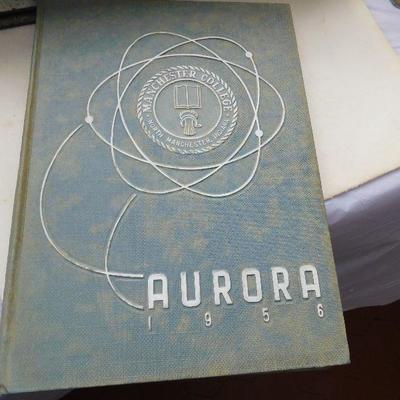 MANCHESTER COLLEGE
NORTH MANCHESTER, INDIANA
AURORA
1956